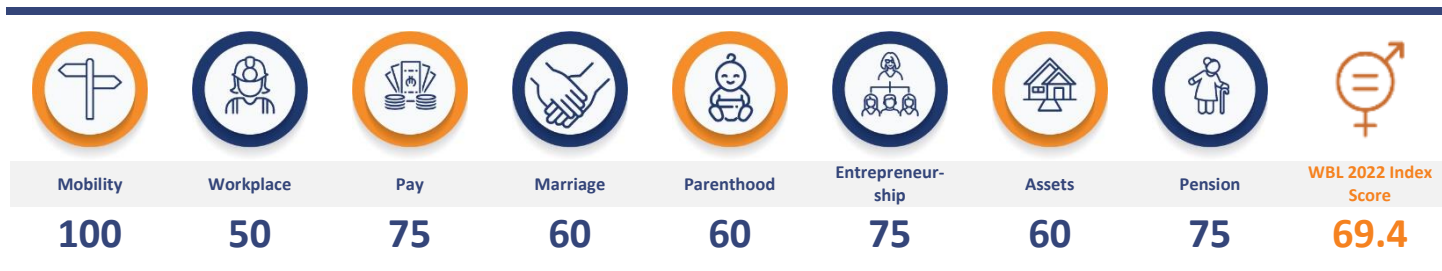 Mobility
Workplace
Pay
Marriage
Parenthood
Entrepreneur-
ship
Assets
Pension
WBL 2022 Index
Score
100
50
75
60
60
75
60
75
69.4